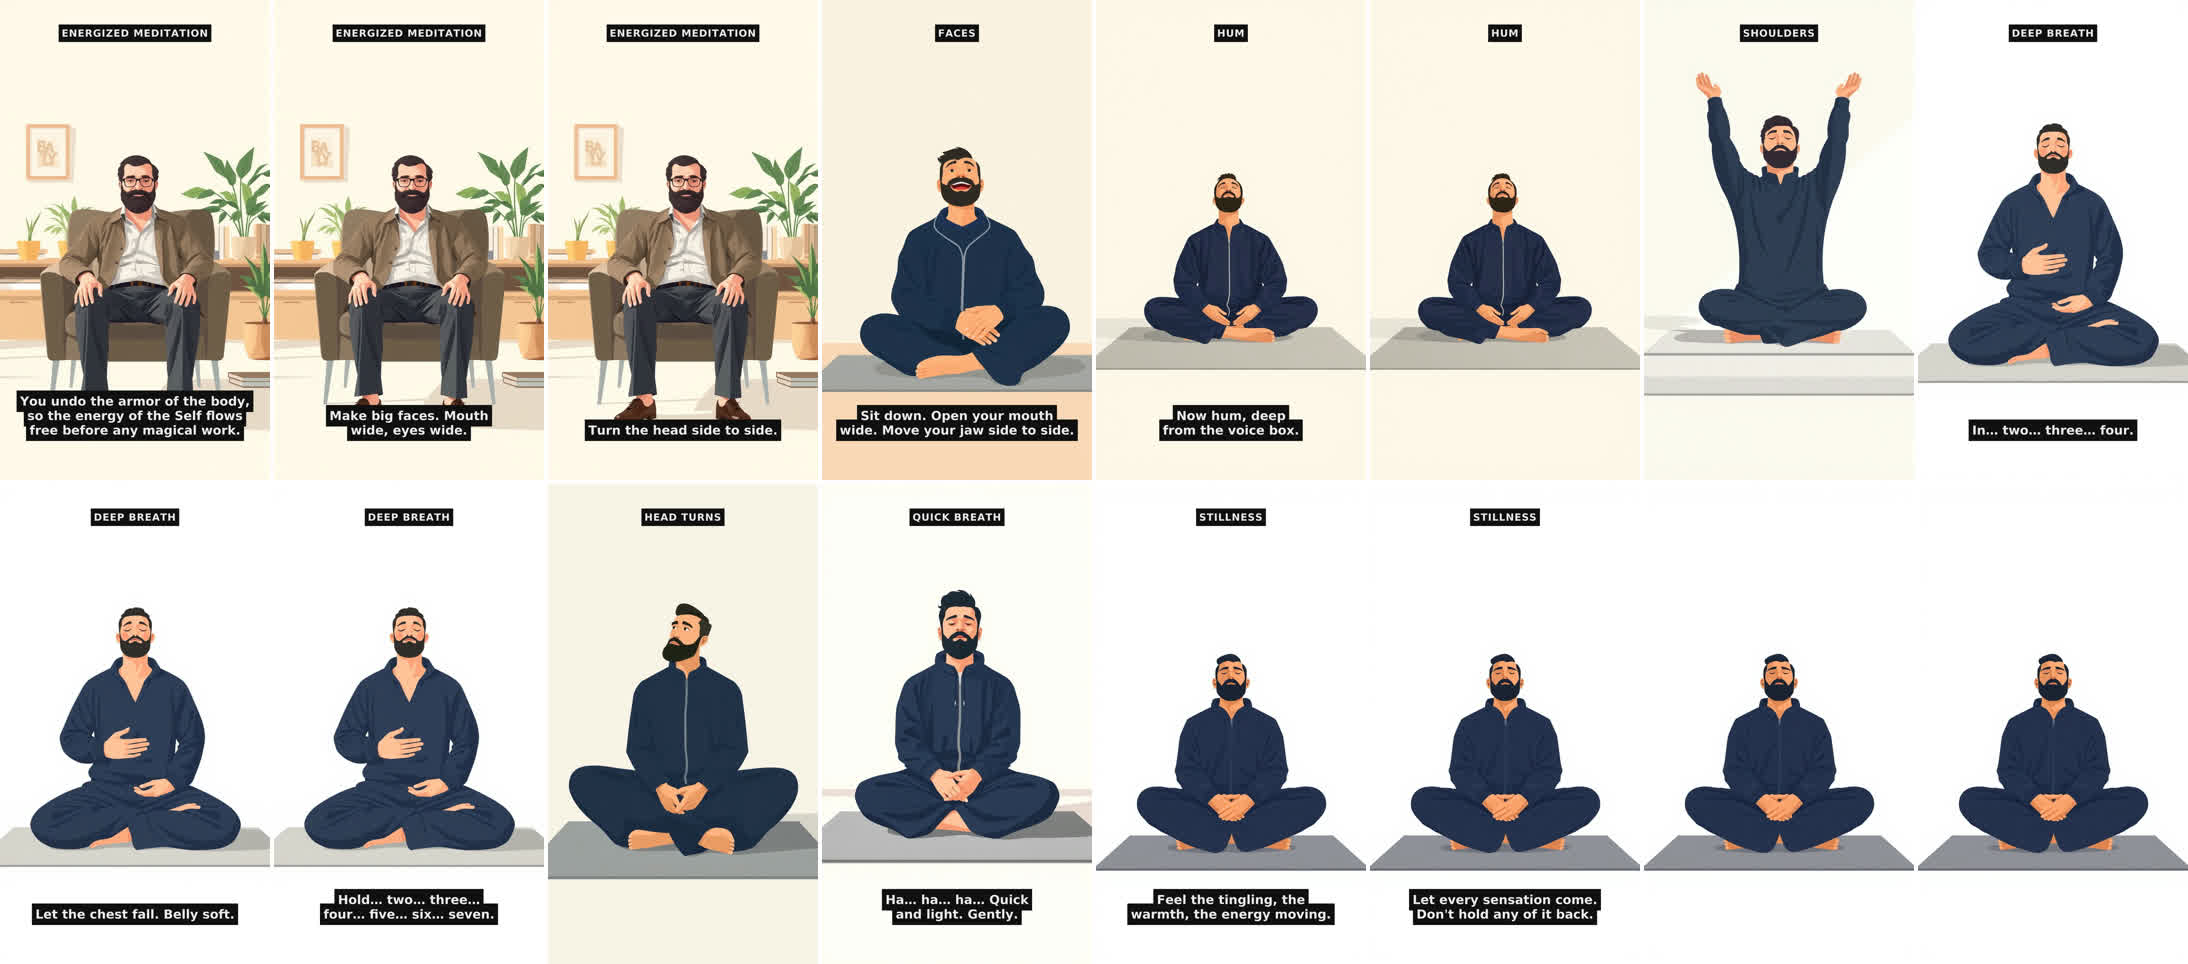 ENERGIZED MEDITATION
BA
LY
You undo the armor of the body,
so the energy of the Self flows
free before any magical work.
ENERGIZED MEDITATION
BA
LY
Make big faces. Mouth
wide, eyes wide.
ENERGIZED MEDITATION
BA
LY
Turn the head side to side.
FACES
Sit down. Open your mouth
wide. Move your jaw side to side.
HUM
Now hum, deep
from the voice box.
HUM
SHOULDERS
DEEP BREATH
In... two... three... four.
DEEP BREATH
Let the chest fall. Belly soft.
DEEP BREATH
Hold... two... three...
four... five... six... seven.
HEAD TURNS
QUICK BREATH
Ha... ha... ha... Quick
and light. Gently.
STILLNESS
Feel the tingling, the
warmth, the energy moving.
STILLNESS
Let every sensation come.
Don't hold any of it back.